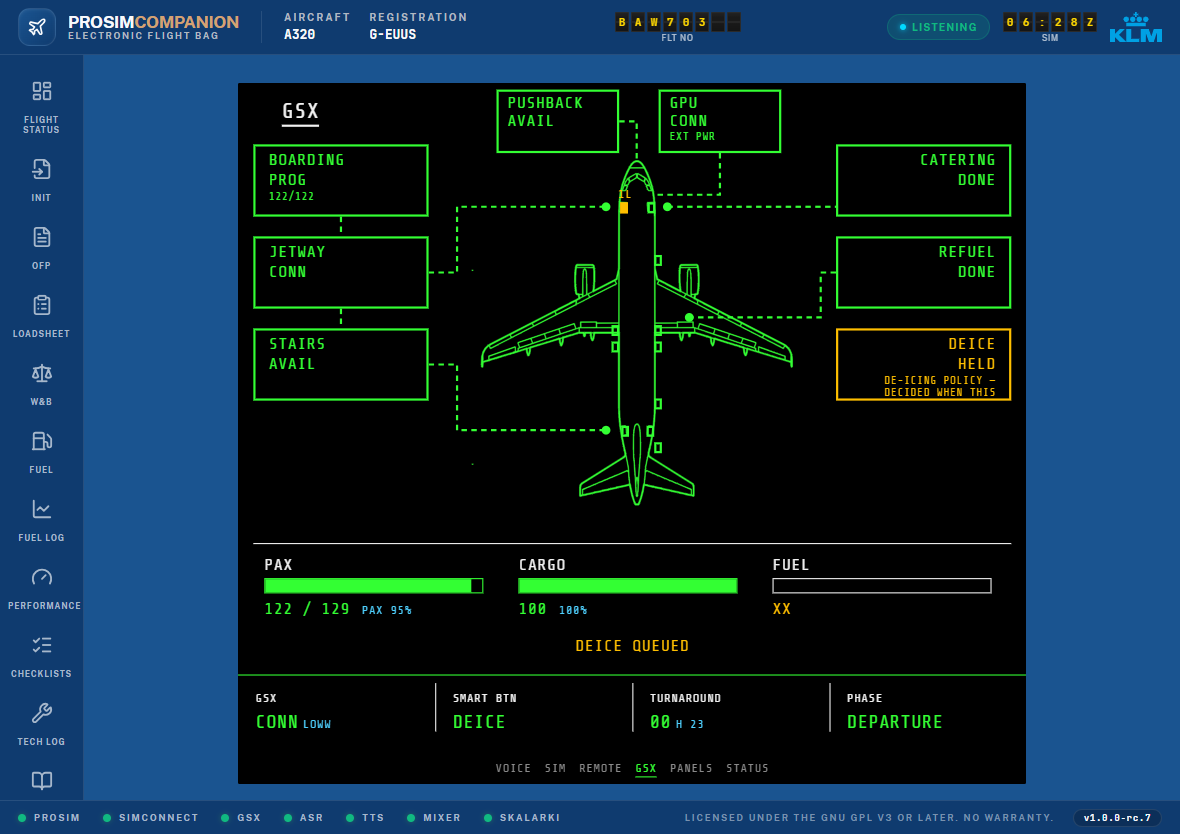 PROSIMCOMPANION
ELECTRONIC FLIGHT BAG
AIRCRAFT
A320
REGISTRATION
G-EUUS
BAW703
FLT NO
LISTENING
06:28Z
SIM
KLM
FLIGHT
STATUS
INIT
OFP
LOADSHEET
W&B
FUEL
FUEL LOG
PERFORMANCE
CHECKLISTS
TECH LOG
GSX
PUSHBACK
AVAIL
GPU
CONN
EXT PWR
BOARDING
PROG
122/122
CATERING
DONE
JETWAY
CONN
REFUEL
DONE
STAIRS
AVAIL
DEICE
HELD
DE-ICING POLICY –
DECIDED WHEN THIS
PAX
122 / 129 PAX 95%
CARGO
100 100%
FUEL
XX
DEICE QUEUED
GSX
CONN LOWW
SMART BTN
DEICE
TURNAROUND
00 H 23
PHASE
DEPARTURE
VOICE SIM REMOTE GSX PANELS STATUS
PROSIM SIMCONNECT GSX ASR TTS MIXER SKALARKI
LICENSED UNDER THE GNU GPL V3 OR LATER. NO WARRANTY.
v1.0.0-rc.7